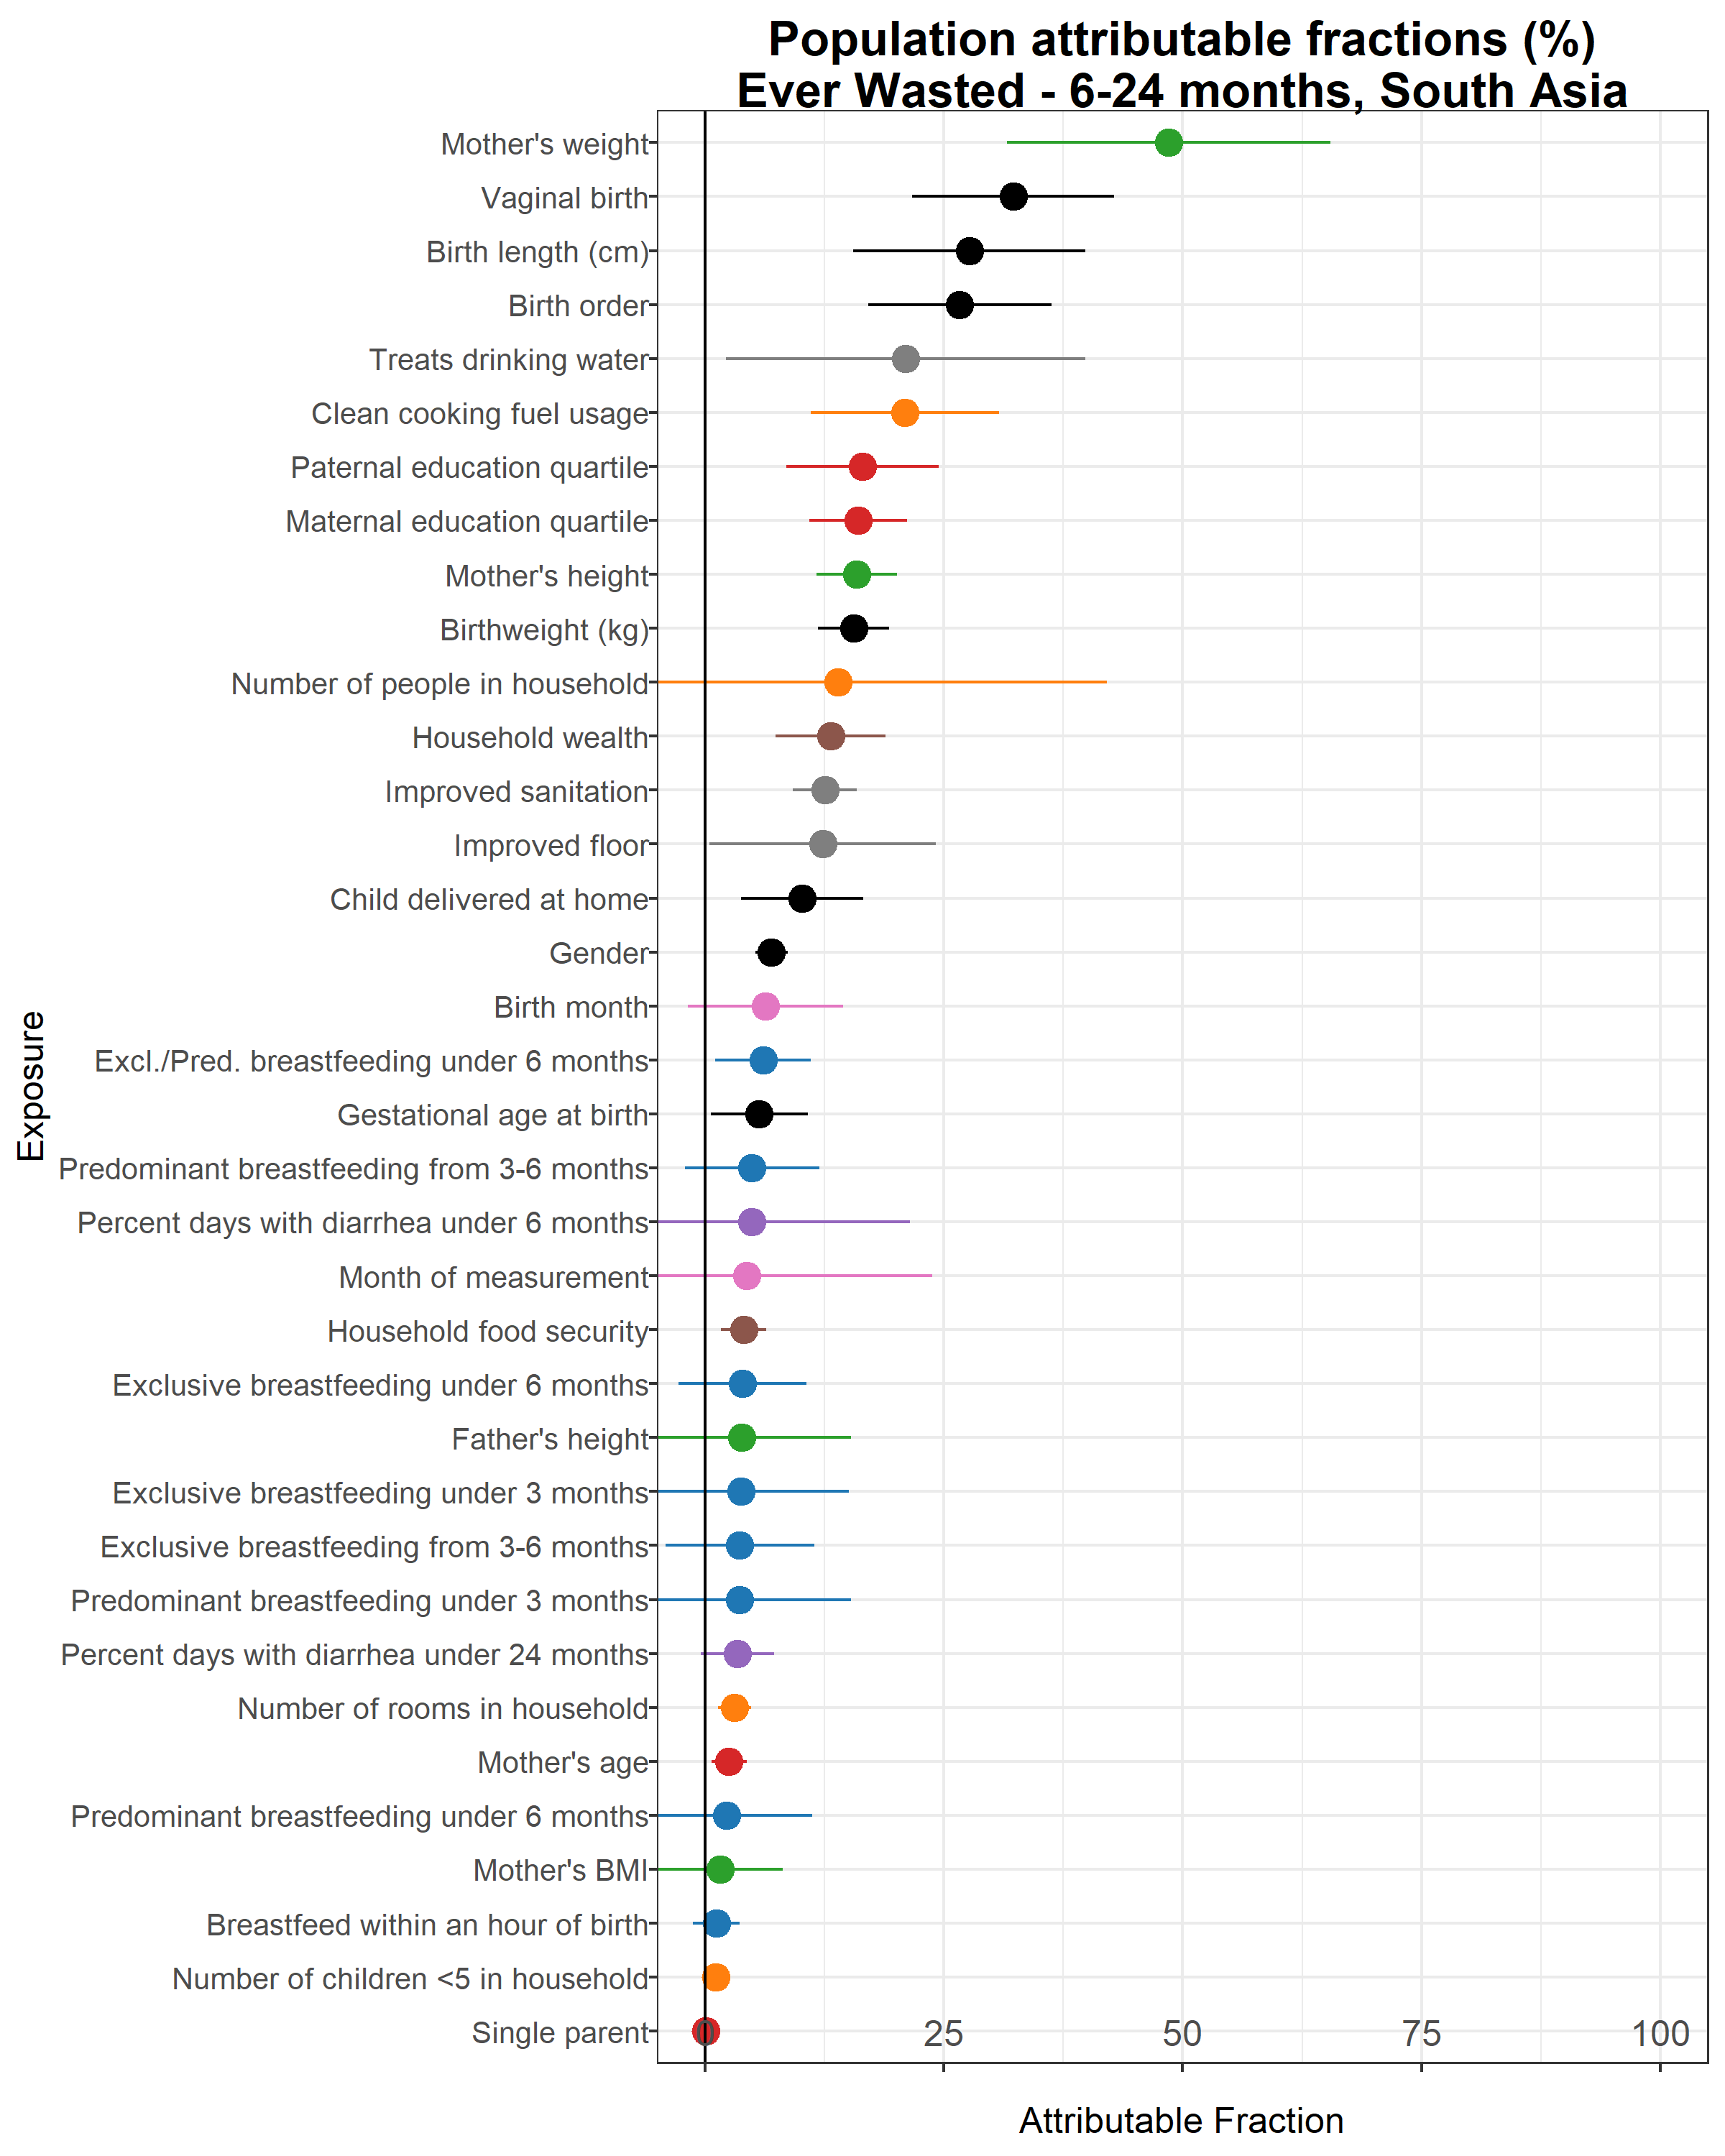 Population attributable fractions (%)
Ever Wasted - 6-24 months, South Asia
Mother's weight
Vaginal birth
Birth length (cm)
Birth order
Treats drinking water
Clean cooking fuel usage
Paternal education quartile
Maternal education quartile
Mother's height
Birthweight (kg)
Number of people in household
Household wealth
Improved sanitation
Improved floor
Child delivered at home
Gender
Birth month
Excl./Pred. breastfeeding under 6 months
Gestational age at birth
Predominant breastfeeding from 3-6 months
Percent days with diarrhea under 6 months
Month of measurement
Household food security
Exclusive breastfeeding under 6 months
Father's height
Exclusive breastfeeding under 3 months
Exclusive breastfeeding from 3-6 months
Predominant breastfeeding under 3 months
Percent days with diarrhea under 24 months
Number of rooms in household
Mother's age
Predominant breastfeeding under 6 months
Mother's BMI
Breastfeed within an hour of birth
Number of children <5 in household
Single parent
Exposure
0 25 50 75 100
Attributable Fraction